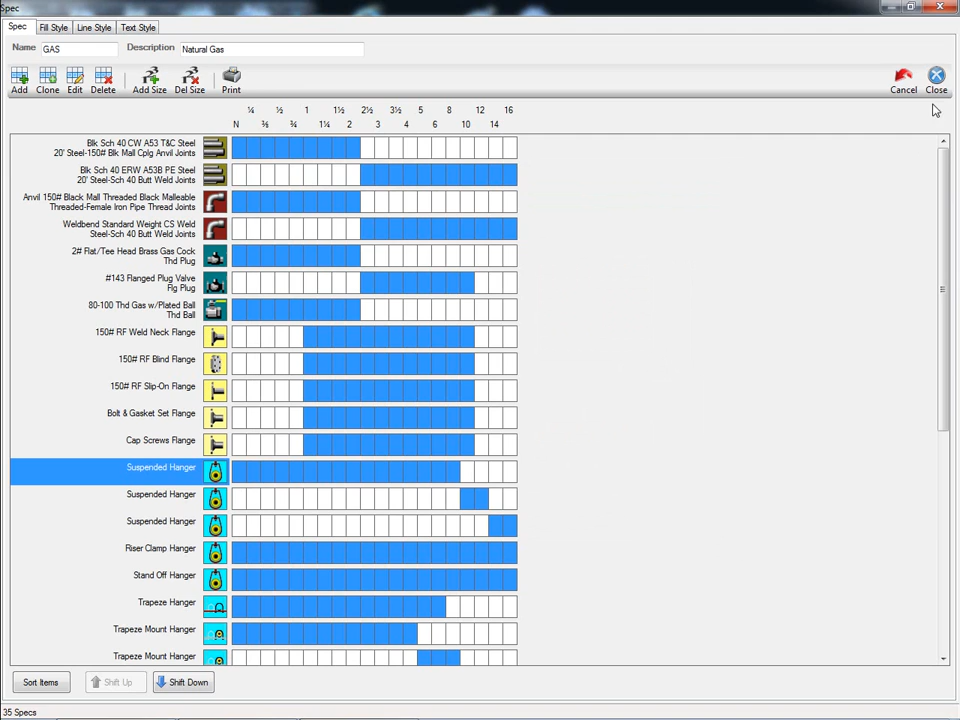 Spec
Spec Fill Style Line Style Text Style
Name GAS Description Natural Gas
Add Clone Edit Delete Add Size Del Size Print Cancel Close
¼ ½ 1 1½ 2½ 3½ 5 8 12 16
N ⅜ ¾ 1¼ 2 3 4 6 10 14
Blk Sch 40 CW A53 T&C Steel
20' Steel-150# Blk Mall Cplg Anvil Joints
Blk Sch 40 ERW A53B PE Steel
20' Steel-Sch 40 Butt Weld Joints
Anvil 150# Black Mall Threaded Black Malleable
Threaded-Female Iron Pipe Thread Joints
Weldbend Standard Weight CS Weld
Steel-Sch 40 Butt Weld Joints
2# Flat/Tee Head Brass Gas Cock
Thd Plug
#143 Flanged Plug Valve
Flg Plug
80-100 Thd Gas w/Plated Ball
Thd Ball
150# RF Weld Neck Flange
150# RF Blind Flange
150# RF Slip-On Flange
Bolt & Gasket Set Flange
Cap Screws Flange
Suspended Hanger
Suspended Hanger
Suspended Hanger
Riser Clamp Hanger
Stand Off Hanger
Trapeze Hanger
Trapeze Mount Hanger
Trapeze Mount Hanger
Sort Items Shift Up Shift Down
35 Specs